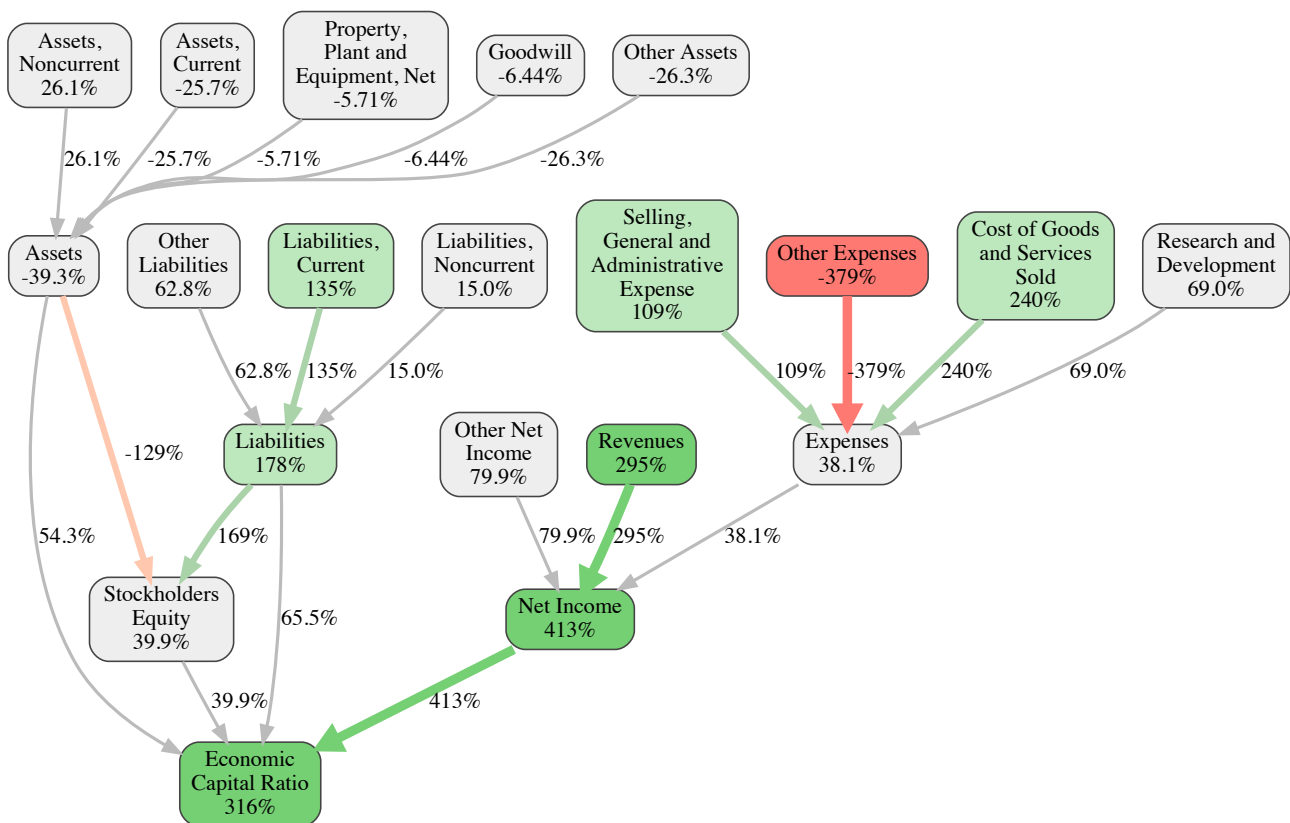 Assets,
Noncurrent
26.1%
Assets,
Current
-25.7%
Property,
Plant and
Equipment, Net
-5.71%
Goodwill
-6.44%
Other Assets
-26.3%
26.1%
-25.7%
-5.71%
-6.44%
-26.3%
Assets
-39.3%
Other
Liabilities
62.8%
Liabilities,
Current
135%
Liabilities,
Noncurrent
15.0%
Selling,
General and
Administrative
Expense
109%
Other Expenses
-379%
Cost of Goods
and Services
Sold
240%
Research and
Development
69.0%
62.8%
135%
15.0%
109%
-379%
240%
69.0%
-129%
Liabilities
178%
Other Net
Income
79.9%
Revenues
295%
Expenses
38.1%
54.3%
169%
79.9%
295%
38.1%
Stockholders
Equity
39.9%
65.5%
Net Income
413%
39.9%
413%
Economic
Capital Ratio
316%